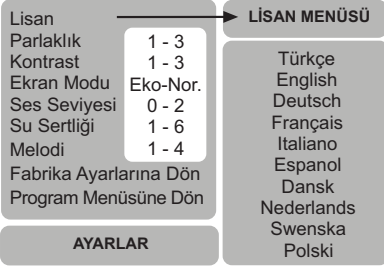 Lisan
Parlaklık 1 - 3
Kontrast 1 - 3
Ekran Modu Eko-Nor.
Ses Seviyesi 0 - 2
Su Sertliği 1 - 6
Melodi 1 - 4
Fabrika Ayarlarına Dön
Program Menüsüne Dön
AYARLAR
LİSAN MENÜSÜ
Türkçe
English
Deutsch
Français
Italiano
Espanol
Dansk
Nederlands
Swenska
Polski